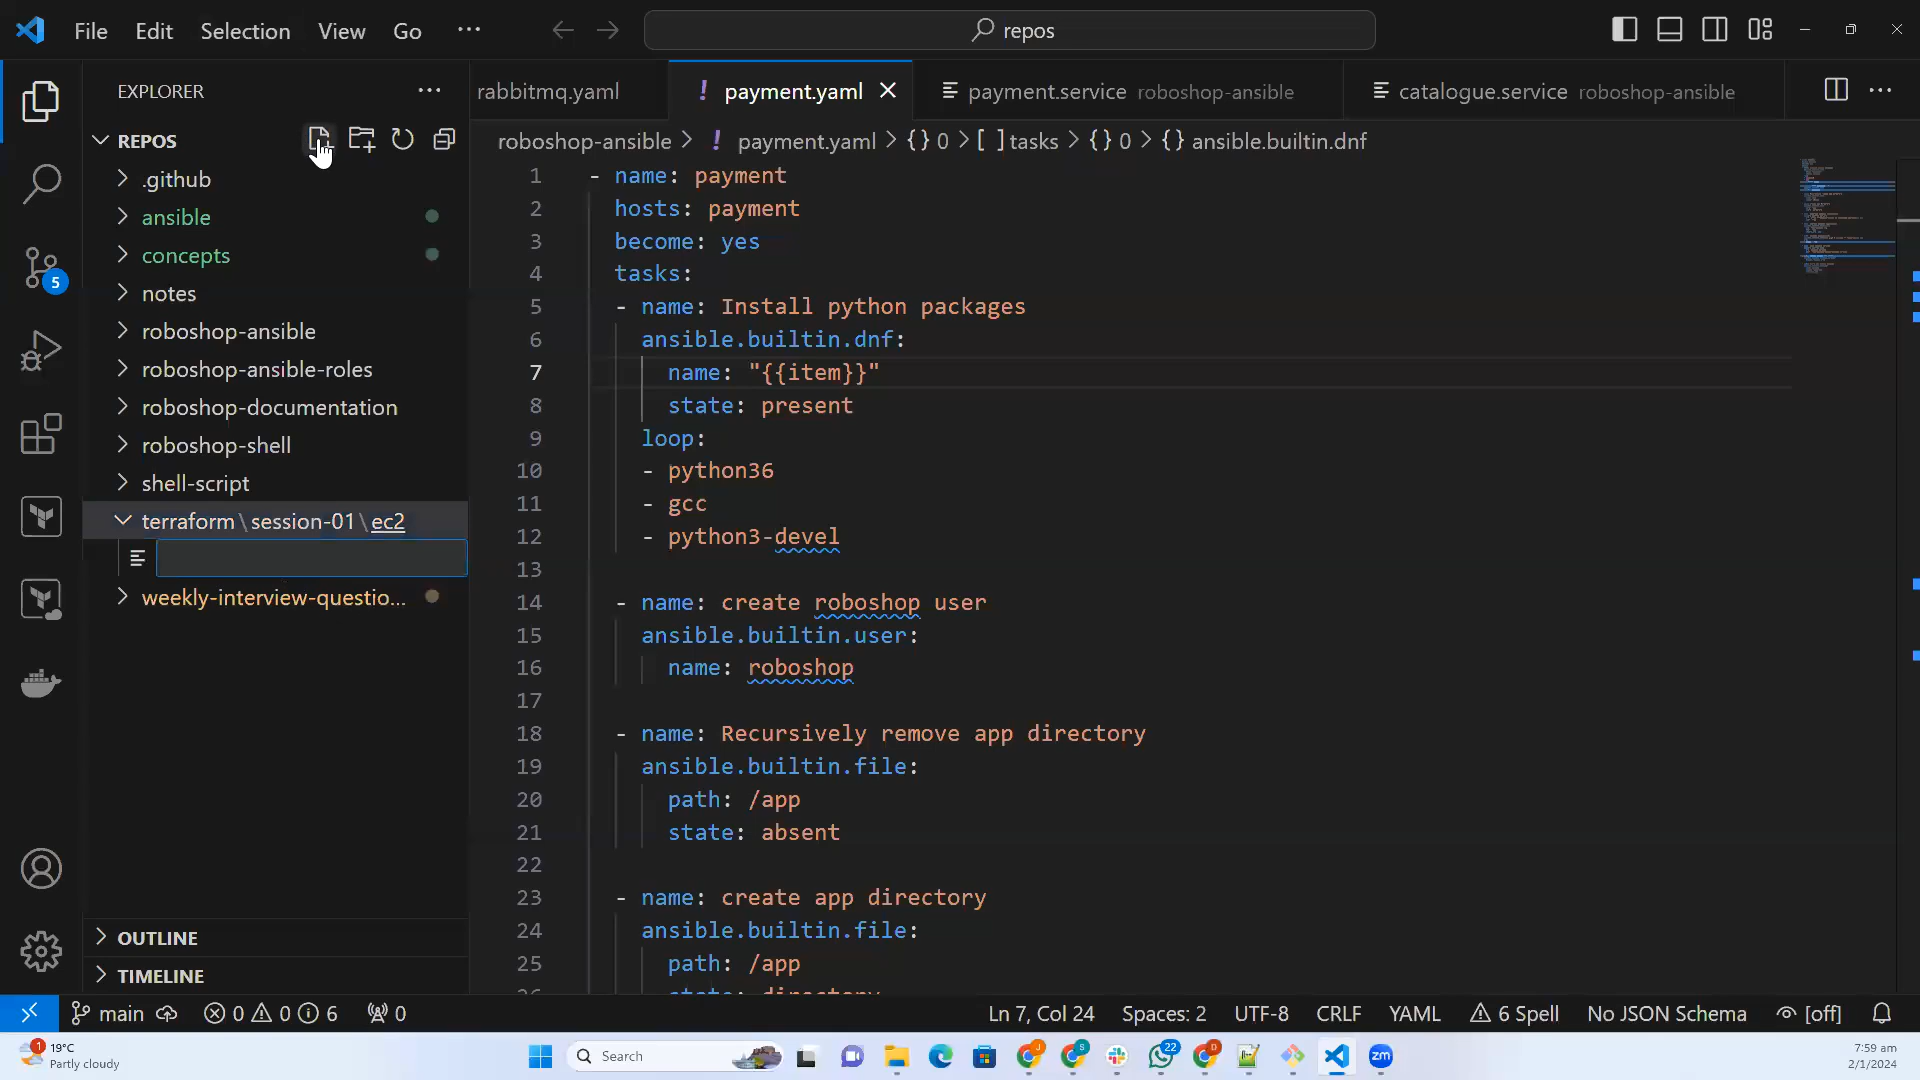 File Edit Selection View Go ···
repos
EXPLORER
REPOS
.github
ansible
concepts
notes
roboshop-ansible
roboshop-ansible-roles
roboshop-documentation
roboshop-shell
shell-script
terraform\session-01\ec2
weekly-interview-questio...
OUTLINE
TIMELINE
5
rabbitmq.yaml
! payment.yaml
payment.service roboshop-ansible
catalogue.service roboshop-ansible
roboshop-ansible > ! payment.yaml > {} 0 > [ ] tasks > {} 0 > {} ansible.builtin.dnf
1 - name: payment
2 hosts: payment
3 become: yes
4 tasks:
5 - name: Install python packages
6 ansible.builtin.dnf:
7 name: "{{item}}"
8 state: present
9 loop:
10 - python36
11 - gcc
12 - python3-devel
13
14 - name: create roboshop user
15 ansible.builtin.user:
16 name: roboshop
17
18 - name: Recursively remove app directory
19 ansible.builtin.file:
20 path: /app
21 state: absent
22
23 - name: create app directory
24 ansible.builtin.file:
25 path: /app
26 state: directory
main 0 0 6 0
Ln 7, Col 24 Spaces: 2 UTF-8 CRLF YAML 6 Spell No JSON Schema [off]
1
19°C
Partly cloudy
Search
J
S
22
D
zm
7:59 am
2/1/2024